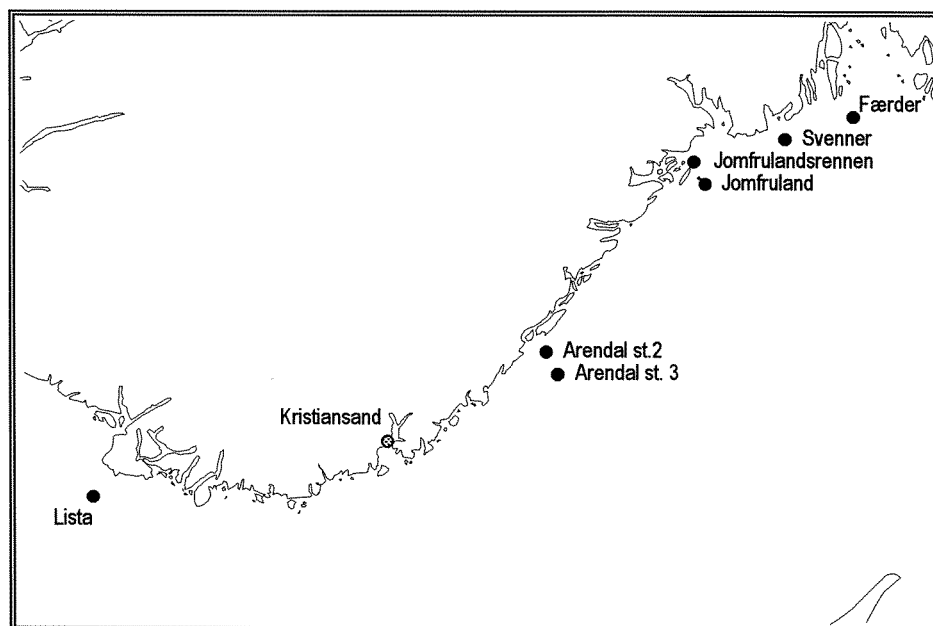 Færder
Svenner
Jomfrulandsrennen
Jomfruland
Arendal st.2
Arendal st. 3
Kristiansand
Lista